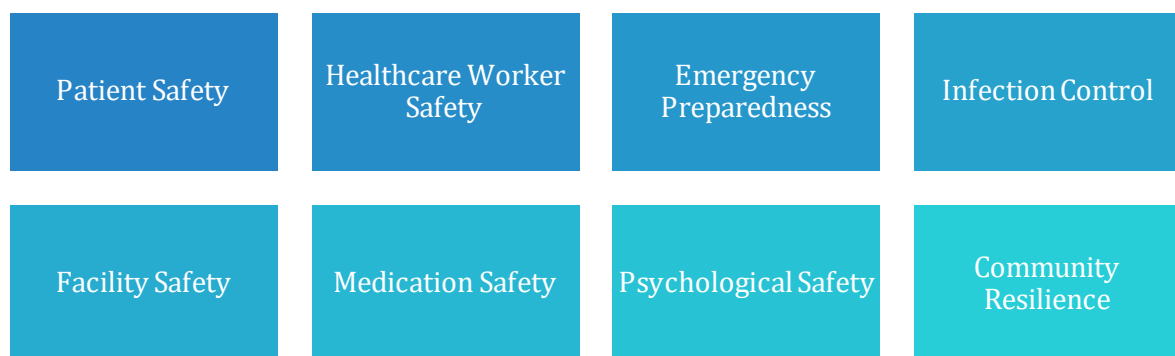 Patient Safety
Healthcare Worker
Safety
Emergency
Preparedness
Infection Control
Facility Safety
Medication Safety
Psychological Safety
Community
Resilience